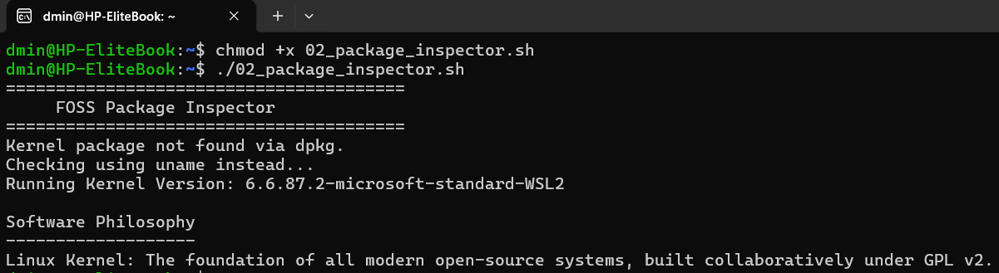 dmin@HP-EliteBook: ~
dmin@HP-EliteBook:~$ chmod +x 02_package_inspector.sh
dmin@HP-EliteBook:~$ ./02_package_inspector.sh
========================================
     FOSS Package Inspector
========================================
Kernel package not found via dpkg.
Checking using uname instead...
Running Kernel Version: 6.6.87.2-microsoft-standard-WSL2

Software Philosophy
-------------------
Linux Kernel: The foundation of all modern open-source systems, built collaboratively under GPL v2.